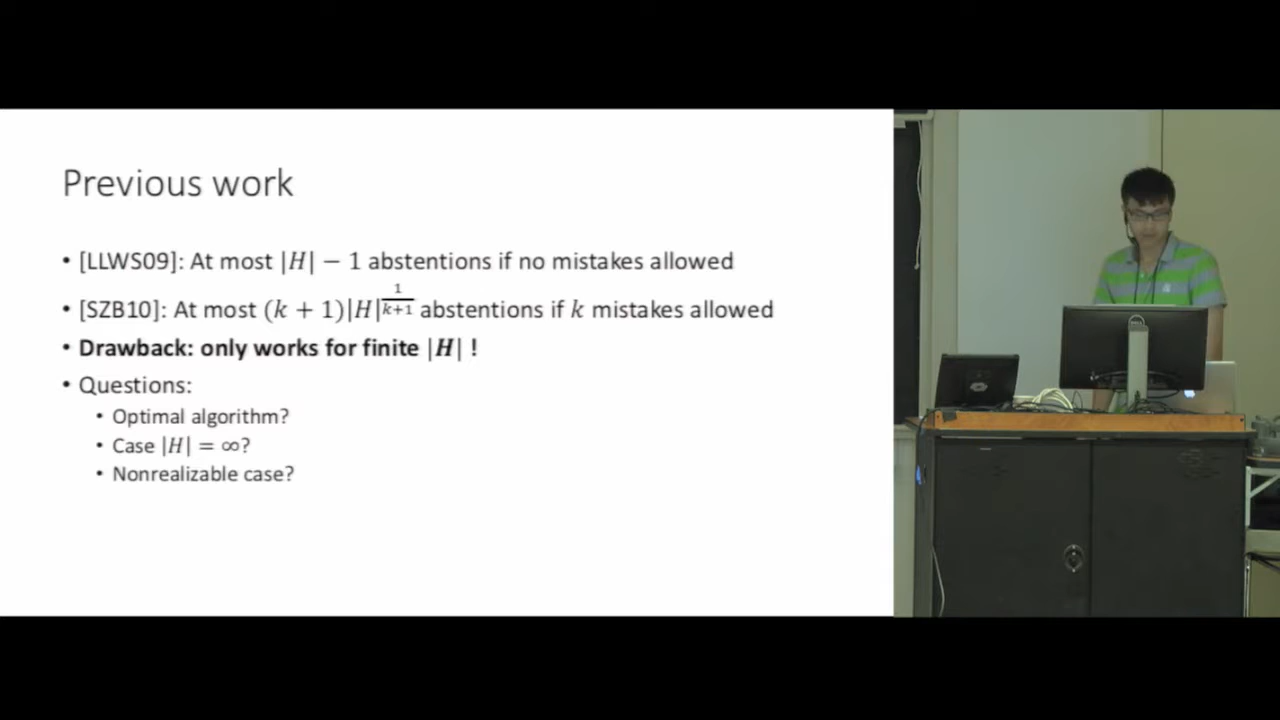 Previous work
• [LLWS09]: At most |H| − 1 abstentions if no mistakes allowed
• [SZB10]: At most (k + 1)|H|^{\frac{1}{k+1}} abstentions if k mistakes allowed
• Drawback: only works for finite |H| !
• Questions:
• Optimal algorithm?
• Case |H| = ∞?
• Nonrealizable case?